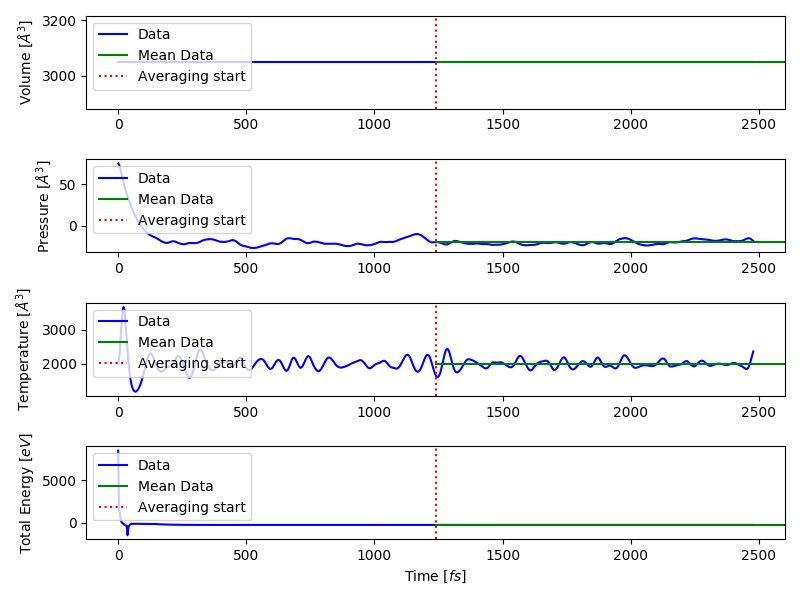 Volume [Å³]
3200
3000
Data
Mean Data
Averaging start
0 500 1000 1500 2000 2500
Pressure [Å³]
50
0
Data
Mean Data
Averaging start
0 500 1000 1500 2000 2500
Temperature [Å³]
3000
2000
Data
Mean Data
Averaging start
0 500 1000 1500 2000 2500
Total Energy [eV]
5000
0
Data
Mean Data
Averaging start
0 500 1000 1500 2000 2500
Time [fs]